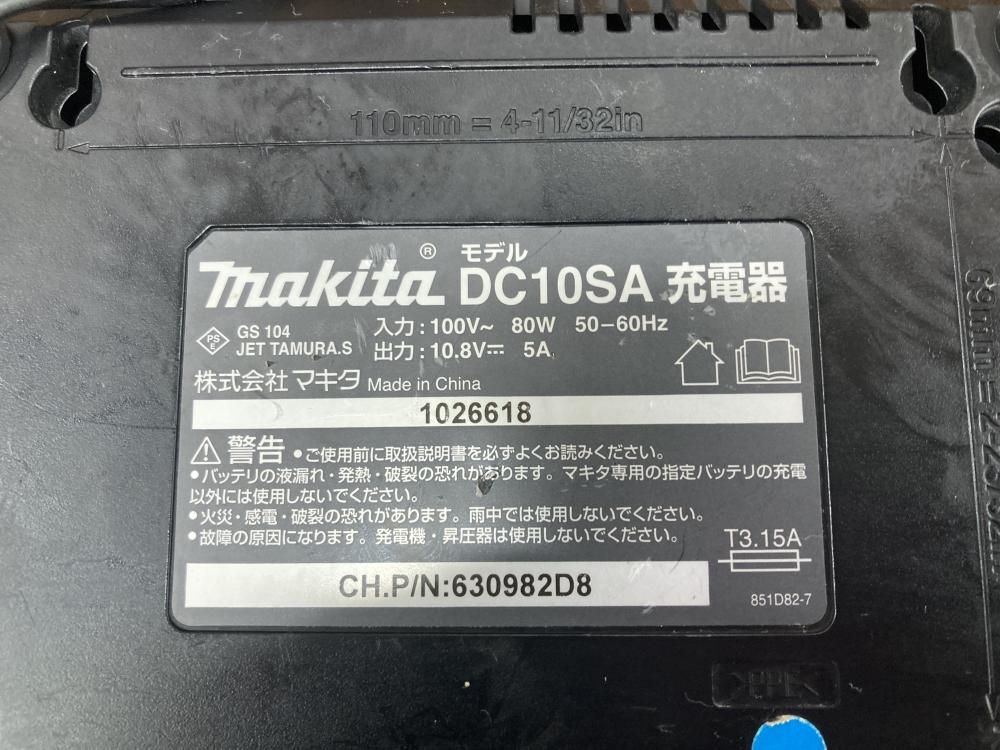 110mm = 4-11/32in
makita ® モデル DC10SA 充電器
PS E GS 104 JET TAMURA.S
入力:100V~ 80W 50-60Hz
出力:10.8V⎓ 5A
株式会社 マキタ Made in China
1026618
警告 ●ご使用前に取扱説明書を必ずよくお読みください。
●バッテリの液漏れ・発熱・破裂の恐れがあります。マキタ専用の指定バッテリの充電
以外には使用しないでください。
●火災・感電・破裂の恐れがあります。雨中では使用しないでください。
●故障の原因になります。発電機・昇圧器は使用しないでください。
T3.15A
CH.P/N:630982D8
851D82-7
>PPE<
69mm = 2-23/32in